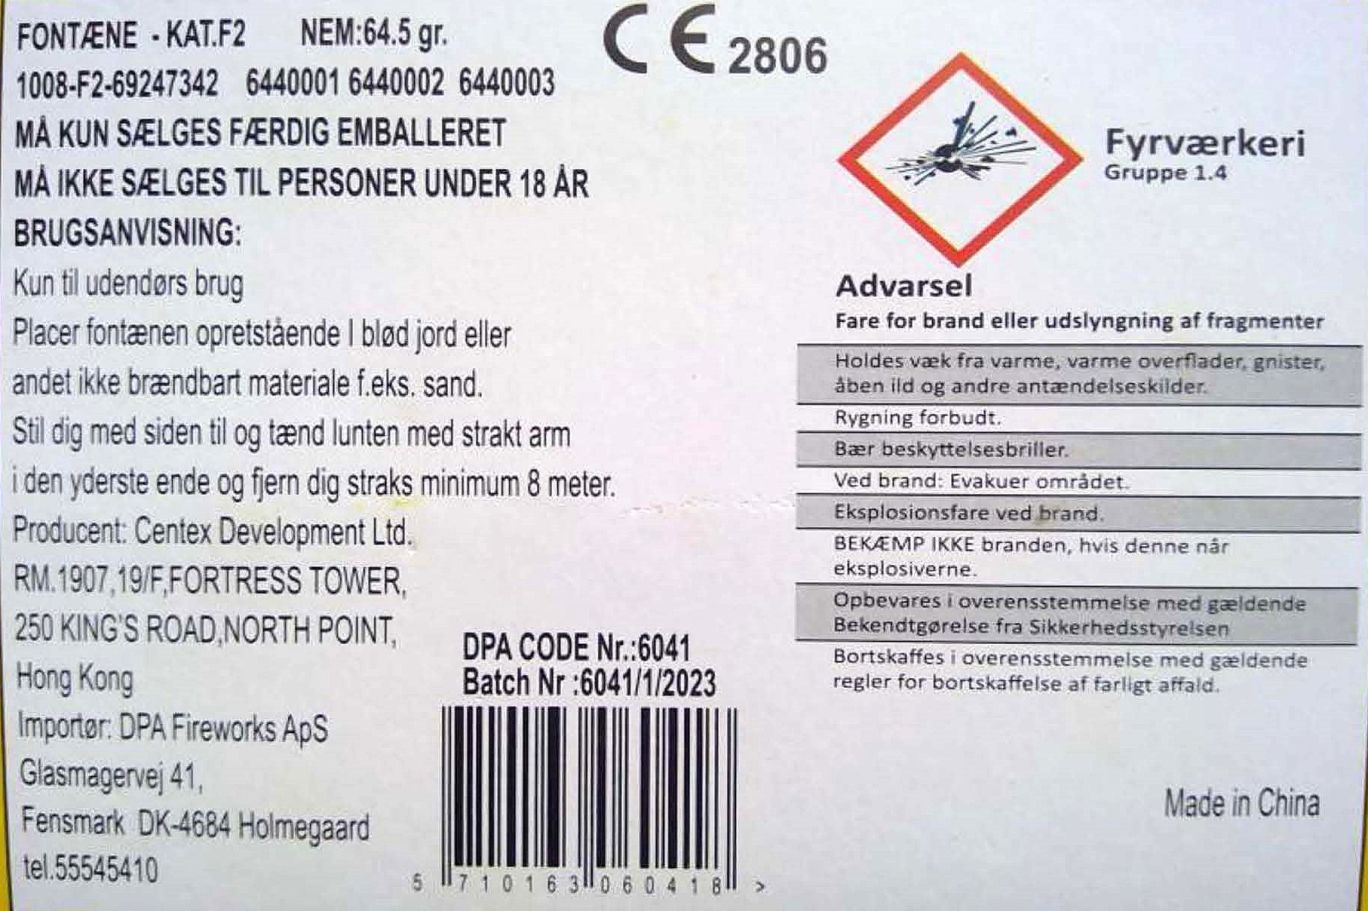 FONTÆNE - KAT.F2 NEM:64.5 gr.
1008-F2-69247342 6440001 6440002 6440003
MÅ KUN SÆLGES FÆRDIG EMBALLERET
MÅ IKKE SÆLGES TIL PERSONER UNDER 18 ÅR
BRUGSANVISNING:
Kun til udendørs brug
Placer fontænen opretstående I blød jord eller
andet ikke brændbart materiale f.eks. sand.
Stil dig med siden til og tænd lunten med strakt arm
i den yderste ende og fjern dig straks minimum 8 meter.
Producent: Centex Development Ltd.
RM.1907,19/F,FORTRESS TOWER,
250 KING'S ROAD,NORTH POINT,
Hong Kong
Importør: DPA Fireworks ApS
Glasmagervej 41,
Fensmark DK-4684 Holmegaard
tel.55545410
DPA CODE Nr.:6041
Batch Nr :6041/1/2023
5 710163 060418 >
CE 2806
Fyrværkeri
Gruppe 1.4
Advarsel
Fare for brand eller udslyngning af fragmenter
Holdes væk fra varme, varme overflader, gnister,
åben ild og andre antændelseskilder.
Rygning forbudt.
Bær beskyttelsesbriller.
Ved brand: Evakuer området.
Eksplosionsfare ved brand.
BEKÆMP IKKE branden, hvis denne når
eksplosiverne.
Opbevares i overensstemmelse med gældende
Bekendtgørelse fra Sikkerhedsstyrelsen
Bortskaffes i overensstemmelse med gældende
regler for bortskaffelse af farligt affald.
Made in China